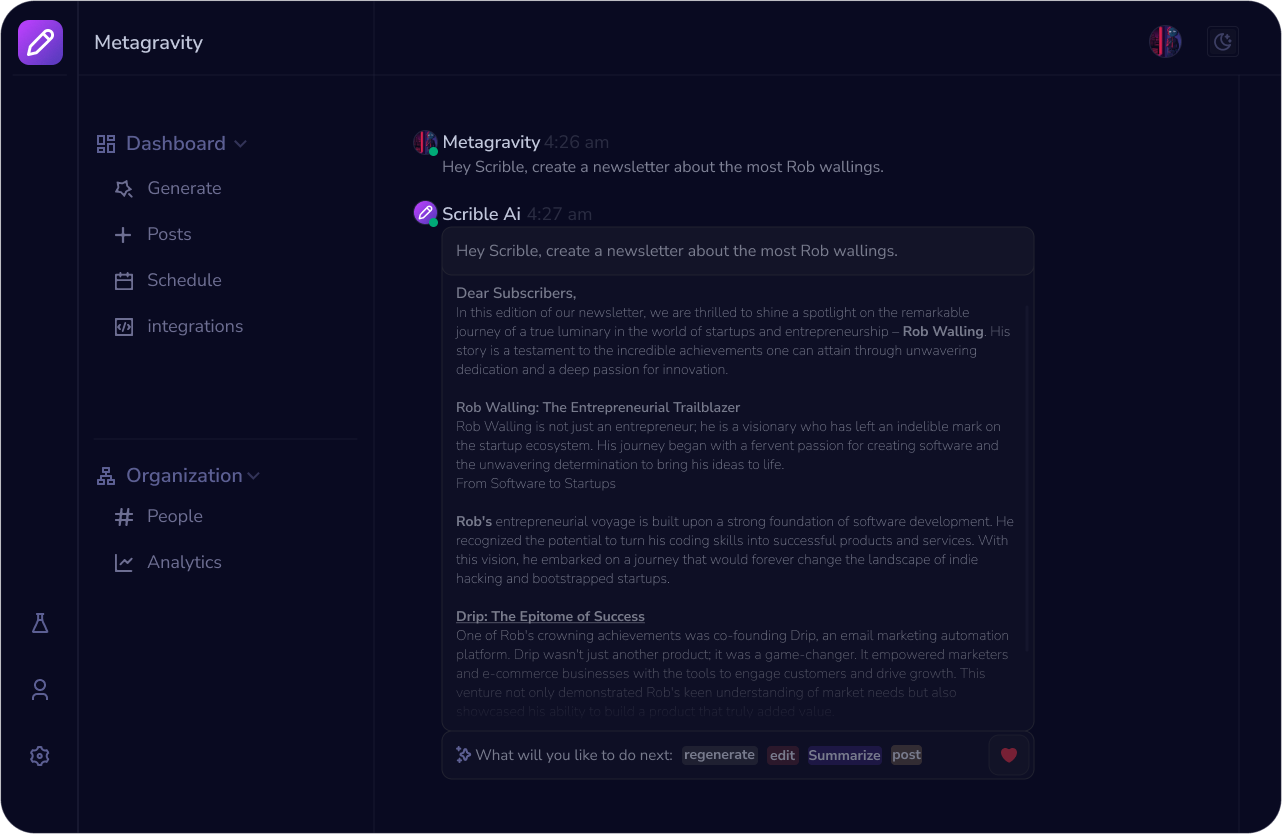 Metagravity
Dashboard
Generate
Posts
Schedule
integrations
Organization
People
Analytics
Metagravity 4:26 am
Hey Scrible, create a newsletter about the most Rob wallings.
Scrible Ai 4:27 am
Hey Scrible, create a newsletter about the most Rob wallings.
Dear Subscribers,
In this edition of our newsletter, we are thrilled to shine a spotlight on the remarkable
journey of a true luminary in the world of startups and entrepreneurship – Rob Walling. His
story is a testament to the incredible achievements one can attain through unwavering
dedication and a deep passion for innovation.
Rob Walling: The Entrepreneurial Trailblazer
Rob Walling is not just an entrepreneur; he is a visionary who has left an indelible mark on
the startup ecosystem. His journey began with a fervent passion for creating software and
the unwavering determination to bring his ideas to life.
From Software to Startups
Rob's entrepreneurial voyage is built upon a strong foundation of software development. He
recognized the potential to turn his coding skills into successful products and services. With
this vision, he embarked on a journey that would forever change the landscape of indie
hacking and bootstrapped startups.
Drip: The Epitome of Success
One of Rob's crowning achievements was co-founding Drip, an email marketing automation
platform. Drip wasn't just another product; it was a game-changer. It empowered marketers
and e-commerce businesses with the tools to engage customers and drive growth. This
venture not only demonstrated Rob's keen understanding of market needs but also
showcased his ability to build a product that truly added value
What will you like to do next: regenerate edit Summarize post